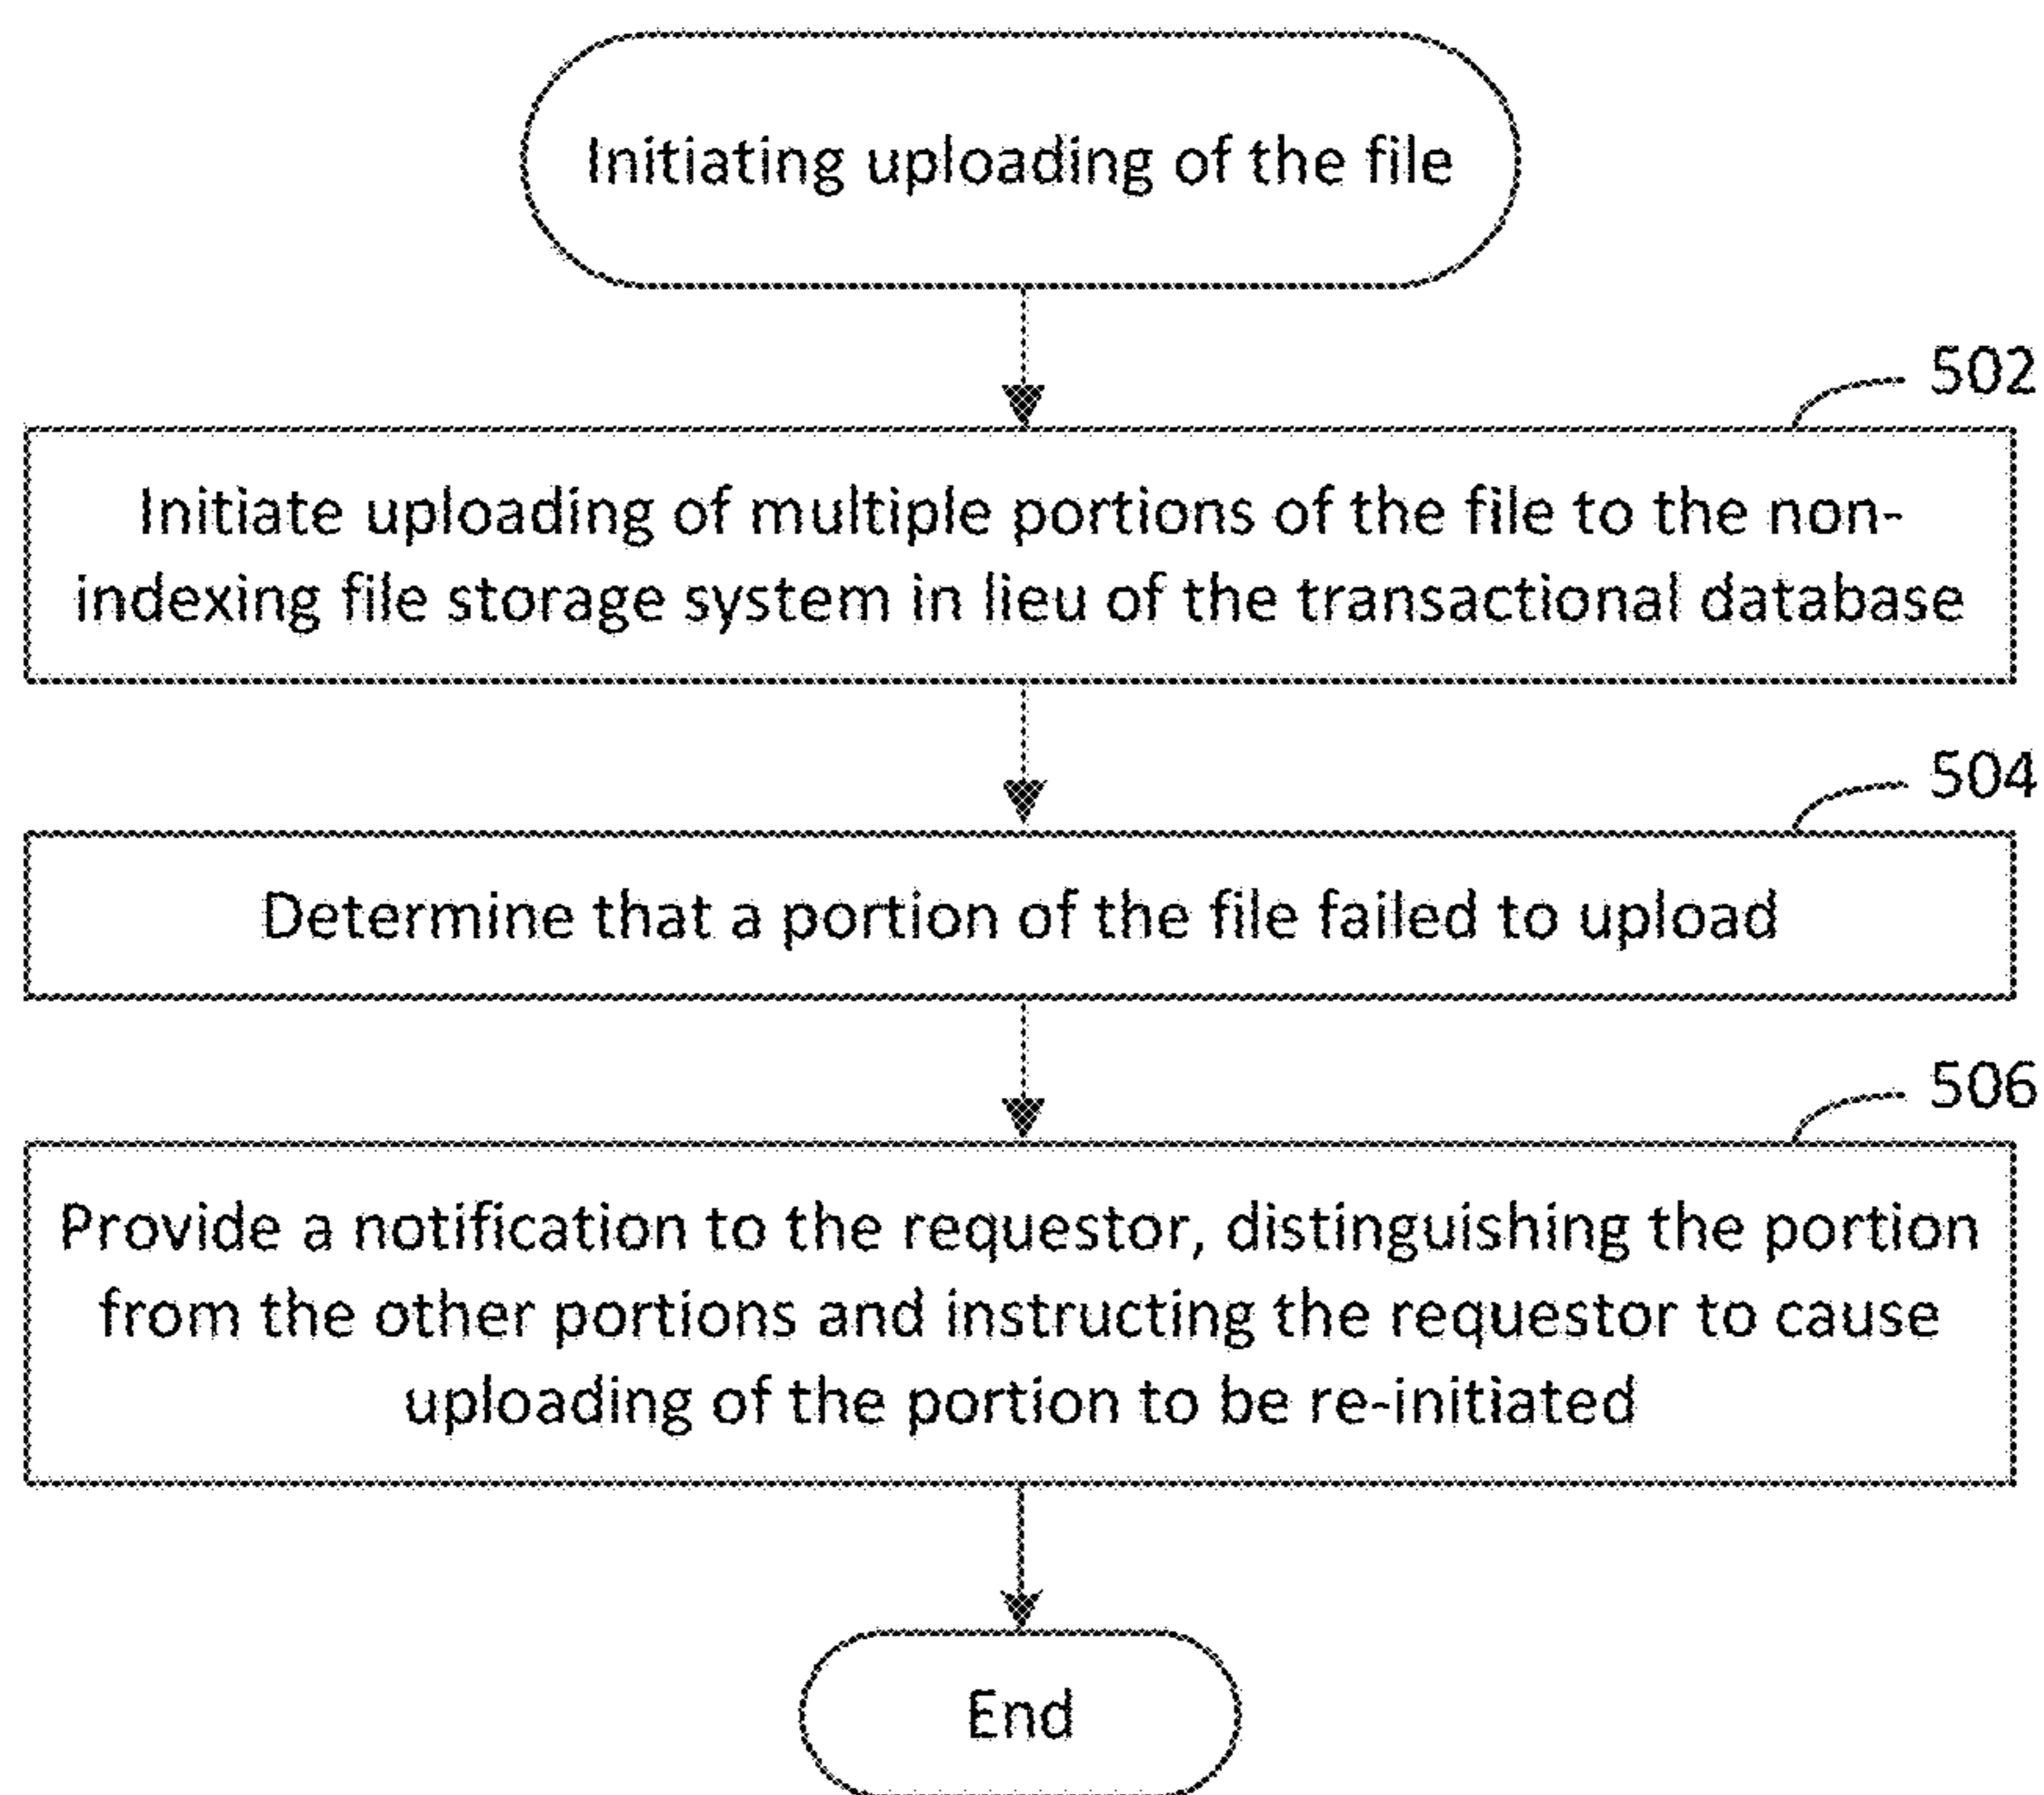 Initiating uploading of the file
502
Initiate uploading of multiple portions of the file to the non-
indexing file storage system in lieu of the transactional database
504
Determine that a portion of the file failed to upload
506
Provide a notification to the requestor, distinguishing the portion
from the other portions and instructing the requestor to cause
uploading of the portion to be re-initiated
End